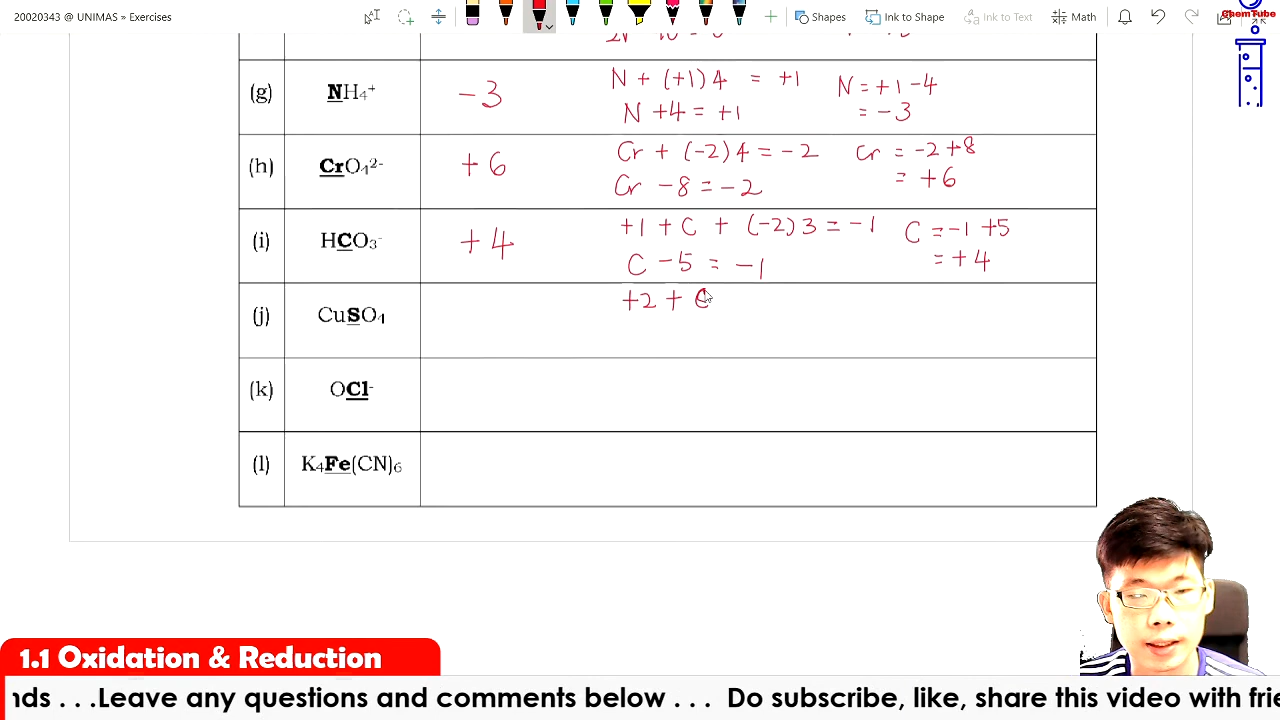 20020343 @ UNIMAS » Exercises
Shapes
Ink to Shape
Ink to Text
Math
ChemTube
(g) NH₄⁺ -3 N + (+1)4 = +1 N = +1 -4
N +4 = +1 = -3
(h) CrO₄²⁻ +6 Cr + (-2)4 = -2 Cr = -2+8
Cr -8 = -2 = +6
(i) HCO₃⁻ +4 +1 + C + (-2)3 = -1 C = -1 +5
C -5 = -1 = +4
(j) CuSO₄ +2 +
(k) OCl⁻
(l) K₄Fe(CN)₆
1.1 Oxidation & Reduction
nds . . .Leave any questions and comments below . . . Do subscribe, like, share this video with frie